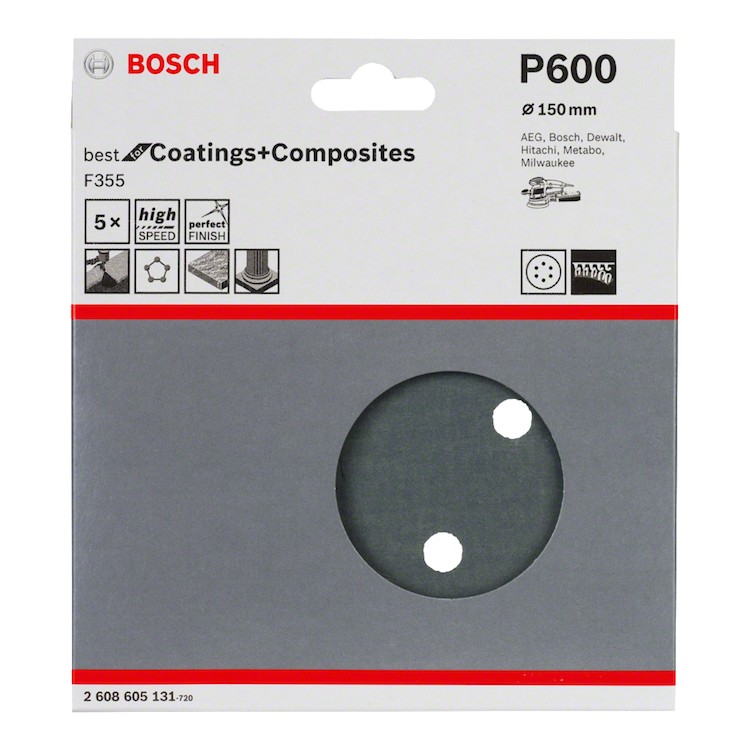 BOSCH
P600
Ø 150 mm
AEG, Bosch, Dewalt,
Hitachi, Metabo,
Milwaukee
best for Coatings+Composites
F355
5×
high
SPEED
perfect
FINISH
2 608 605 131-720